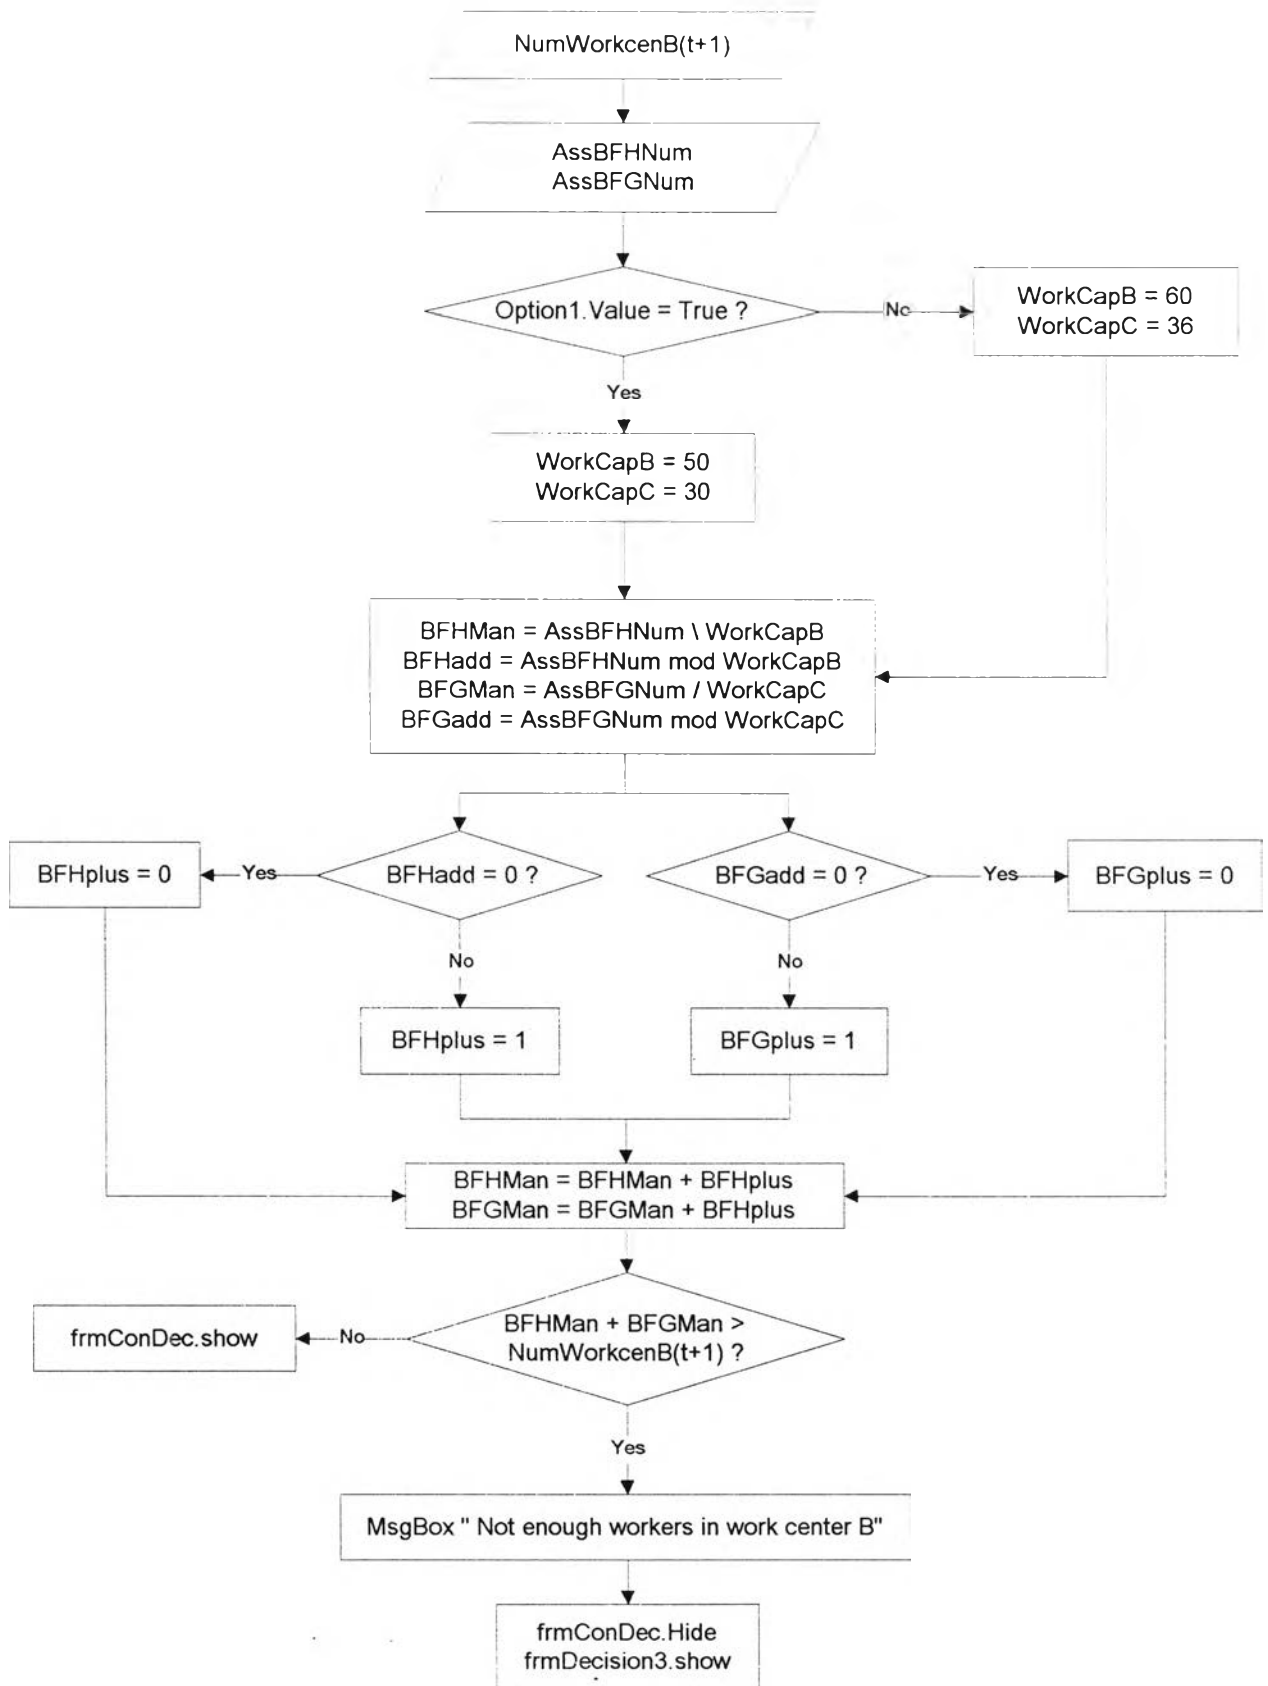 NumWorkcenB(t+1)
AssBFHNum
AssBFGNum
Option1.Value = True ?
No
WorkCapB = 60
WorkCapC = 36
Yes
WorkCapB = 50
WorkCapC = 30
BFHMan = AssBFHNum \ WorkCapB
BFHadd = AssBFHNum mod WorkCapB
BFGMan = AssBFGNum / WorkCapC
BFGadd = AssBFGNum mod WorkCapC
BFHplus = 0
Yes
BFHadd = 0 ?
BFGadd = 0 ?
Yes
BFGplus = 0
No
No
BFHplus = 1
BFGplus = 1
BFHMan = BFHMan + BFHplus
BFGMan = BFGMan + BFHplus
frmConDec.show
No
BFHMan + BFGMan >
NumWorkcenB(t+1) ?
Yes
MsgBox " Not enough workers in work center B"
frmConDec.Hide
frmDecision3.show